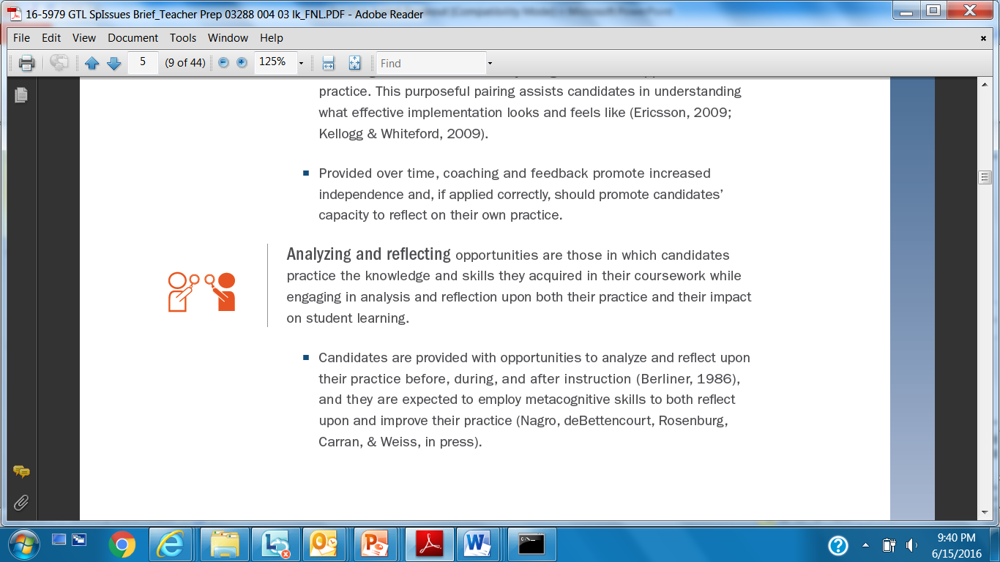 16-5979 GTL SpIssues Brief_Teacher Prep 03288 004 03 lk_FNL.PDF - Adobe Reader
File Edit View Document Tools Window Help
5 (9 of 44) 125% Find
practice. This purposeful pairing assists candidates in understanding
what effective implementation looks and feels like (Ericsson, 2009;
Kellogg & Whiteford, 2009).
Provided over time, coaching and feedback promote increased
independence and, if applied correctly, should promote candidates’
capacity to reflect on their own practice.
Analyzing and reflecting opportunities are those in which candidates
practice the knowledge and skills they acquired in their coursework while
engaging in analysis and reflection upon both their practice and their impact
on student learning.
Candidates are provided with opportunities to analyze and reflect upon
their practice before, during, and after instruction (Berliner, 1986),
and they are expected to employ metacognitive skills to both reflect
upon and improve their practice (Nagro, deBettencourt, Rosenburg,
Carran, & Weiss, in press).
9:40 PM
6/15/2016